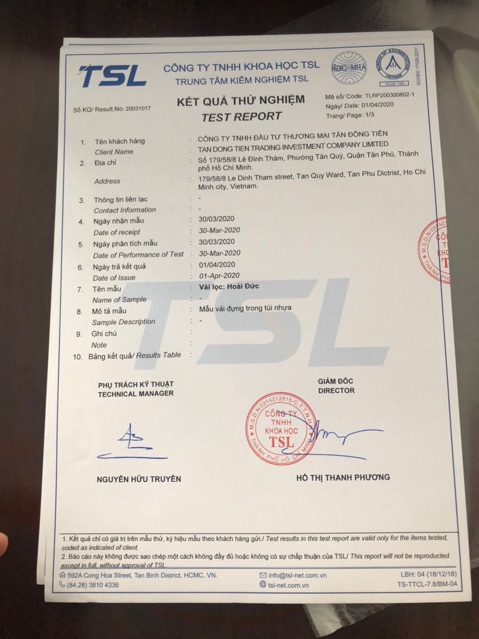 TSL
CÔNG TY TNHH KHOA HỌC TSL
TRUNG TÂM KIỂM NGHIỆM TSL
Số KQ/ Result No: 20031017
KẾT QUẢ THỬ NGHIỆM
TEST REPORT
Mã số/ Code: TLHP200300802-1
Ngày/ Date: 01/04/2020
Trang/ Page: 1/3
1. Tên khách hàng : CÔNG TY TNHH ĐẦU TƯ THƯƠNG MẠI TÂN ĐỒNG TIẾN
Client Name TAN DONG TIEN TRADING INVESTMENT COMPANY LIMITED
2. Địa chỉ : Số 179/58/8 Lê Đình Thám, Phường Tân Quý, Quận Tân Phú, Thành
phố Hồ Chí Minh.
Address 179/58/8 Le Dinh Tham street, Tan Quy Ward, Tan Phu Dictrist, Ho Chi
Minh city, Vietnam.
3. Thông tin liên lạc : -
Contact Information -
4. Ngày nhận mẫu : 30/03/2020
Date of receipt 30-Mar-2020
5. Ngày phân tích mẫu : 30/03/2020
Date of Performance of Test 30-Mar-2020
6. Ngày trả kết quả : 01/04/2020
Date of Issue 01-Apr-2020
7. Tên mẫu : Vải lọc: Hoài Đức
Name of Sample -
8. Mô tả mẫu : Mẫu vải đựng trong túi nhựa
Sample Description -
9. Ghi chú :
Note
10. Bảng kết quả/ Results Table :
TSL
PHỤ TRÁCH KỸ THUẬT
TECHNICAL MANAGER
GIÁM ĐỐC
DIRECTOR
CÔNG TY
TNHH
KHOA HỌC
TSL
NGUYỄN HỮU TRUYỀN
HỒ THỊ THANH PHƯƠNG
1. Kết quả chỉ có giá trị trên mẫu thử, ký hiệu mẫu theo khách hàng gửi./ Test results in this test report are valid only for the items tested,
coded as indicated of client.
2. Báo cáo này không được sao chép một cách không đầy đủ hoặc không có sự chấp thuận của TSL/ This report will not be reproduced
except in full, without approval of TSL.
592A Cong Hoa Street, Tan Binh District, HCMC, VN.
(84.28) 3810 4336
info@tsl-net.com.vn
tsl-net.com.vn
LBH: 04 (18/12/18)
TS-TTCL-7.8/BM-04